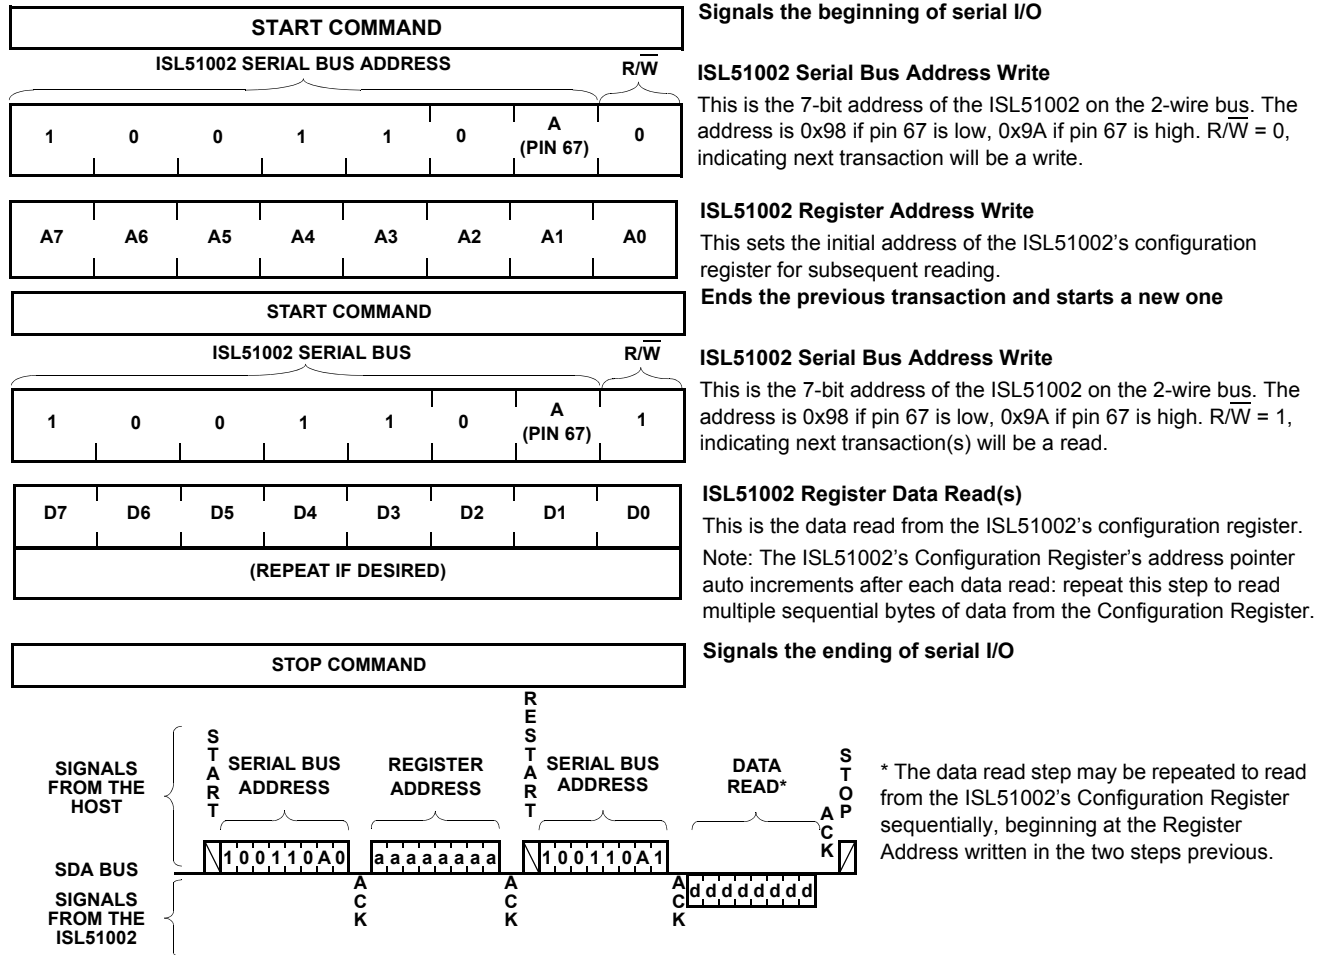 START COMMAND
Signals the beginning of serial I/O
ISL51002 SERIAL BUS ADDRESS
R/W
1 0 0 1 1 0 A (PIN 67) 0
ISL51002 Serial Bus Address Write
This is the 7-bit address of the ISL51002 on the 2-wire bus. The
address is 0x98 if pin 67 is low, 0x9A if pin 67 is high. R/W = 0,
indicating next transaction will be a write.
A7 A6 A5 A4 A3 A2 A1 A0
ISL51002 Register Address Write
This sets the initial address of the ISL51002's configuration
register for subsequent reading.
START COMMAND
Ends the previous transaction and starts a new one
ISL51002 SERIAL BUS
R/W
1 0 0 1 1 0 A (PIN 67) 1
ISL51002 Serial Bus Address Write
This is the 7-bit address of the ISL51002 on the 2-wire bus. The
address is 0x98 if pin 67 is low, 0x9A if pin 67 is high. R/W = 1,
indicating next transaction(s) will be a read.
D7 D6 D5 D4 D3 D2 D1 D0
(REPEAT IF DESIRED)
ISL51002 Register Data Read(s)
This is the data read from the ISL51002's configuration register.
Note: The ISL51002's Configuration Register's address pointer
auto increments after each data read: repeat this step to read
multiple sequential bytes of data from the Configuration Register.
STOP COMMAND
Signals the ending of serial I/O
SIGNALS
FROM THE
HOST
START
SERIAL BUS
ADDRESS
REGISTER
ADDRESS
RESTART
SERIAL BUS
ADDRESS
DATA
READ*
ACK
STOP
SDA BUS
1 0 0 1 1 0 A 0
a a a a a a a a
1 0 0 1 1 0 A 1
SIGNALS
FROM THE
ISL51002
ACK
ACK
ACK
d d d d d d d d
* The data read step may be repeated to read
from the ISL51002's Configuration Register
sequentially, beginning at the Register
Address written in the two steps previous.